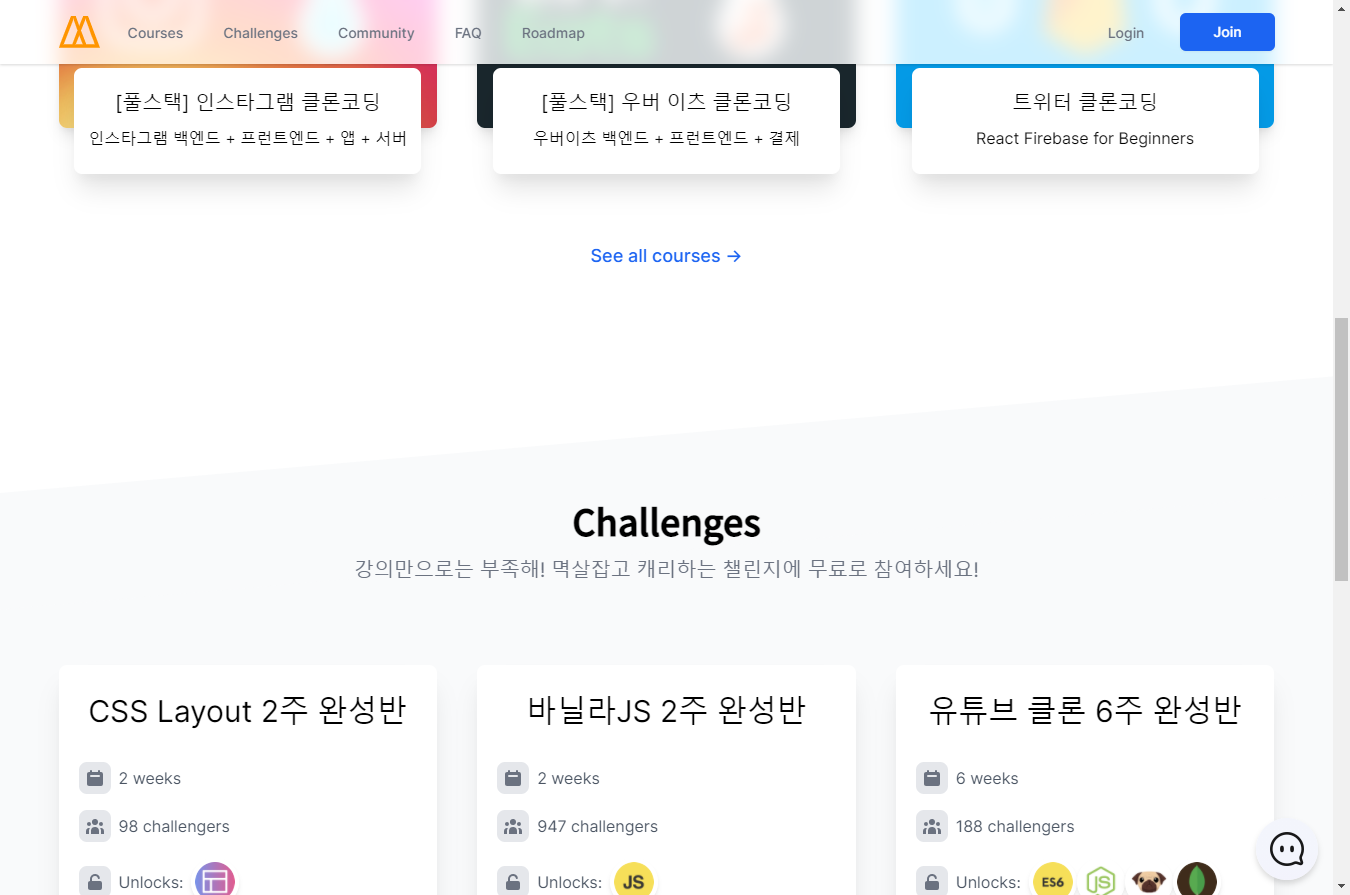 Courses Challenges Community FAQ Roadmap Login Join
[풀스택] 인스타그램 클론코딩
인스타그램 백엔드 + 프런트엔드 + 앱 + 서버
[풀스택] 우버 이츠 클론코딩
우버이츠 백엔드 + 프런트엔드 + 결제
트위터 클론코딩
React Firebase for Beginners
See all courses →
Challenges
강의만으로는 부족해! 멱살잡고 캐리하는 챌린지에 무료로 참여하세요!
CSS Layout 2주 완성반
2 weeks
98 challengers
Unlocks:
바닐라JS 2주 완성반
2 weeks
947 challengers
Unlocks: JS
유튜브 클론 6주 완성반
6 weeks
188 challengers
Unlocks: ES6 JS